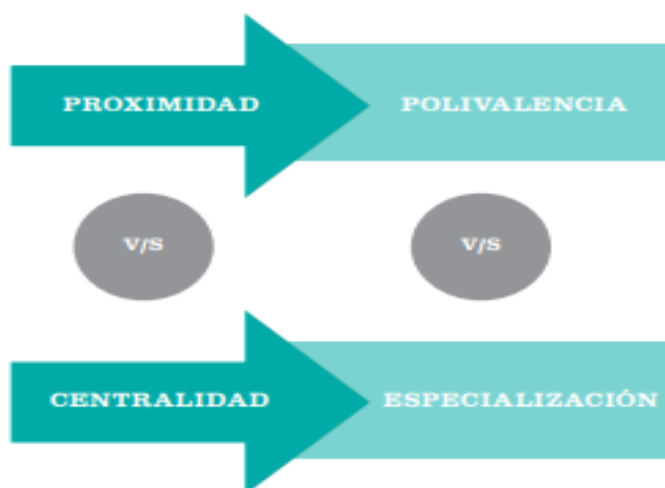 PROXIMIDAD
POLIVALENCIA
V/S
V/S
CENTRALIDAD
ESPECIALIZACIÓN